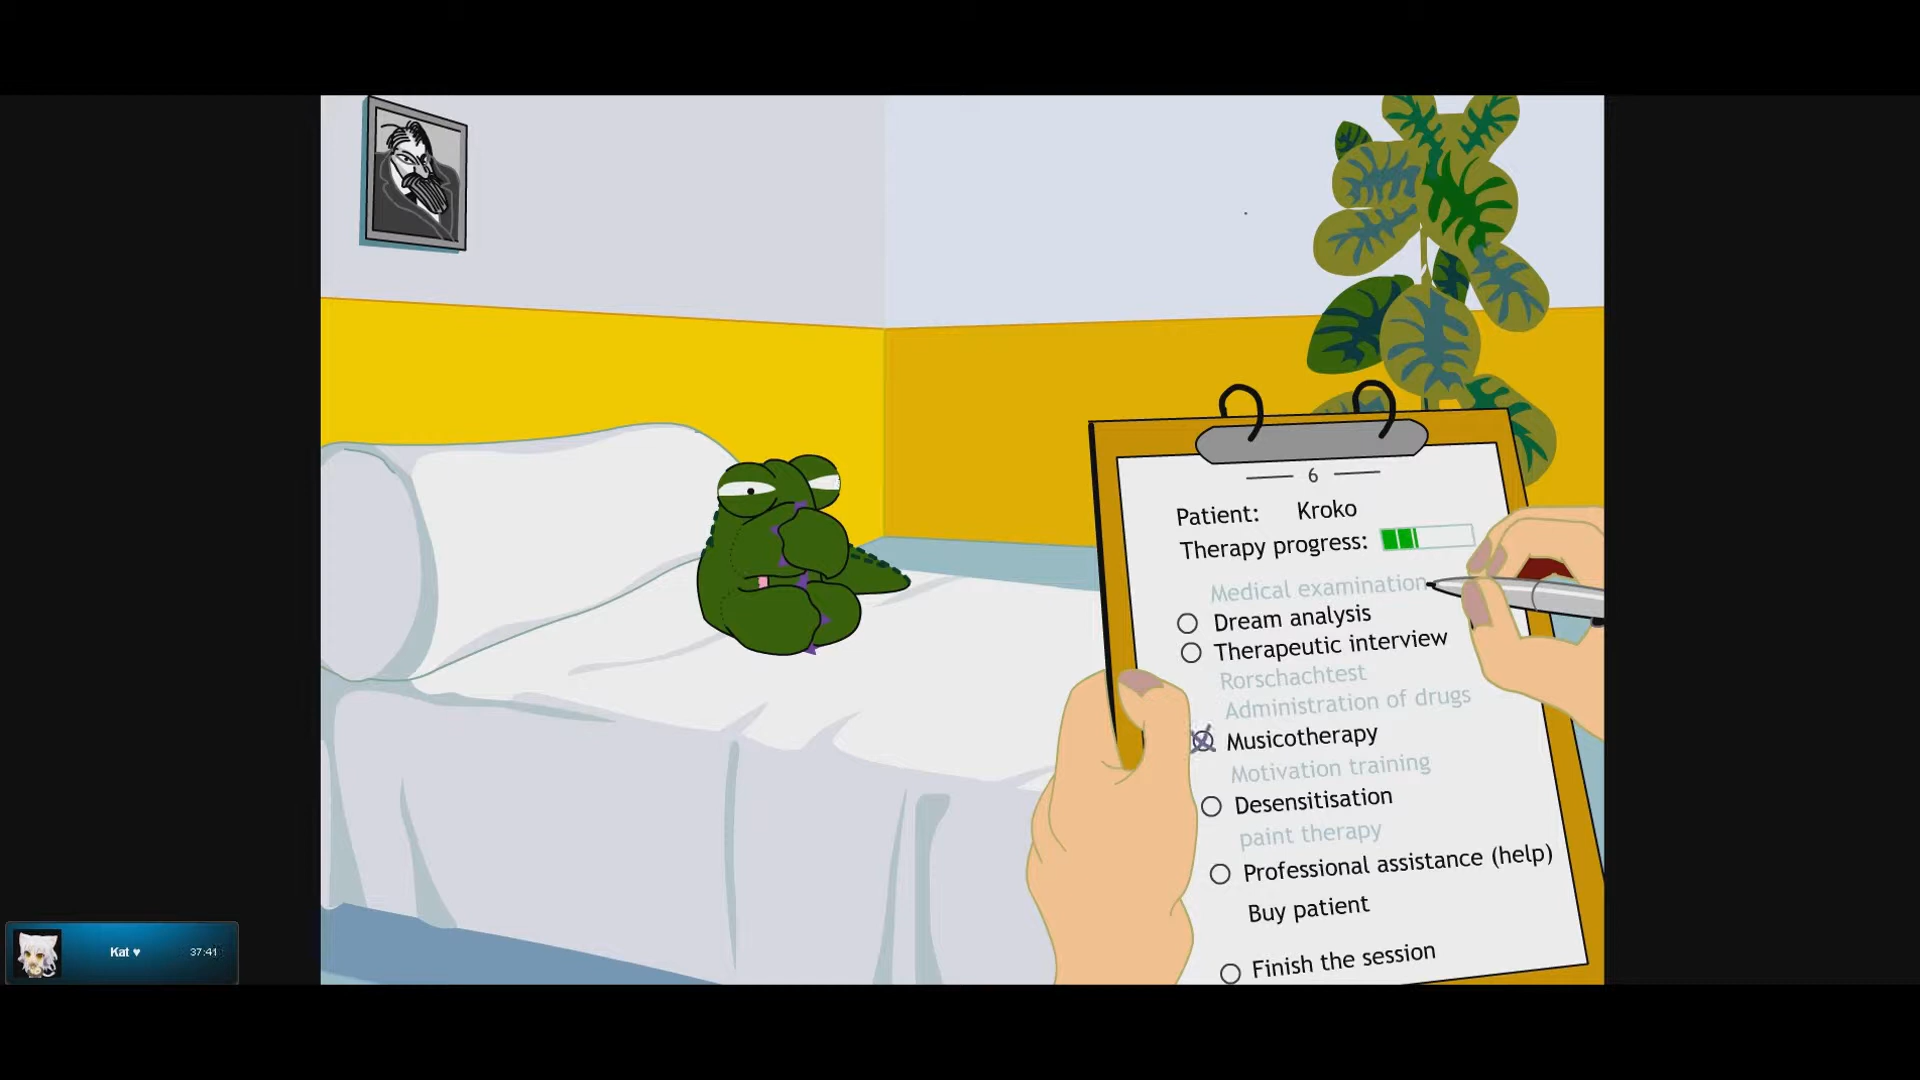 6
Patient: Kroko
Therapy progress:
Medical examination
Dream analysis
Therapeutic interview
Rorschachtest
Administration of drugs
Musicotherapy
Motivation training
Desensitisation
paint therapy
Professional assistance (help)
Buy patient
Finish the session
Kat ♥ 37:41